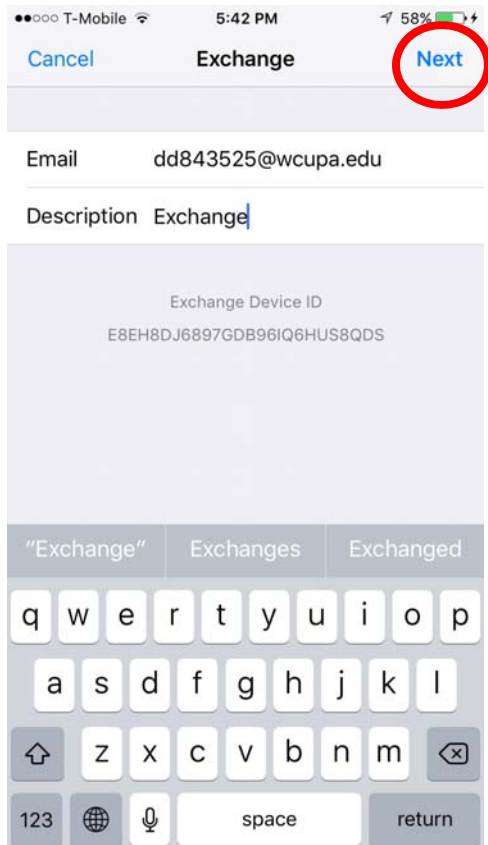 T-Mobile 5:42 PM 58%
Cancel Exchange Next
Email dd843525@wcupa.edu
Description Exchange
Exchange Device ID
E8EH8DJ6897GDB96IQ6HUS8QDS
"Exchange" Exchanges Exchanged
q w e r t y u i o p
a s d f g h j k l
z x c v b n m
123 space return